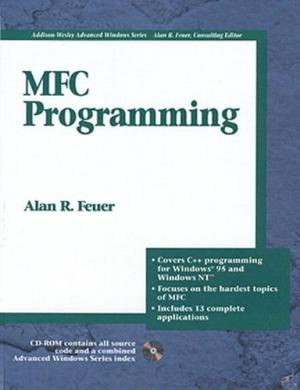 Addison-Wesley Advanced Windows Series Alan R. Feuer, Consulting Editor
MFC
Programming
Alan R. Feuer
• Covers C++ programming
for Windows® 95 and
Windows NT™
• Focuses on the hardest topics
of MFC
• Includes 13 complete
applications
CD-ROM contains all source
code and a combined
Advanced Windows Series index